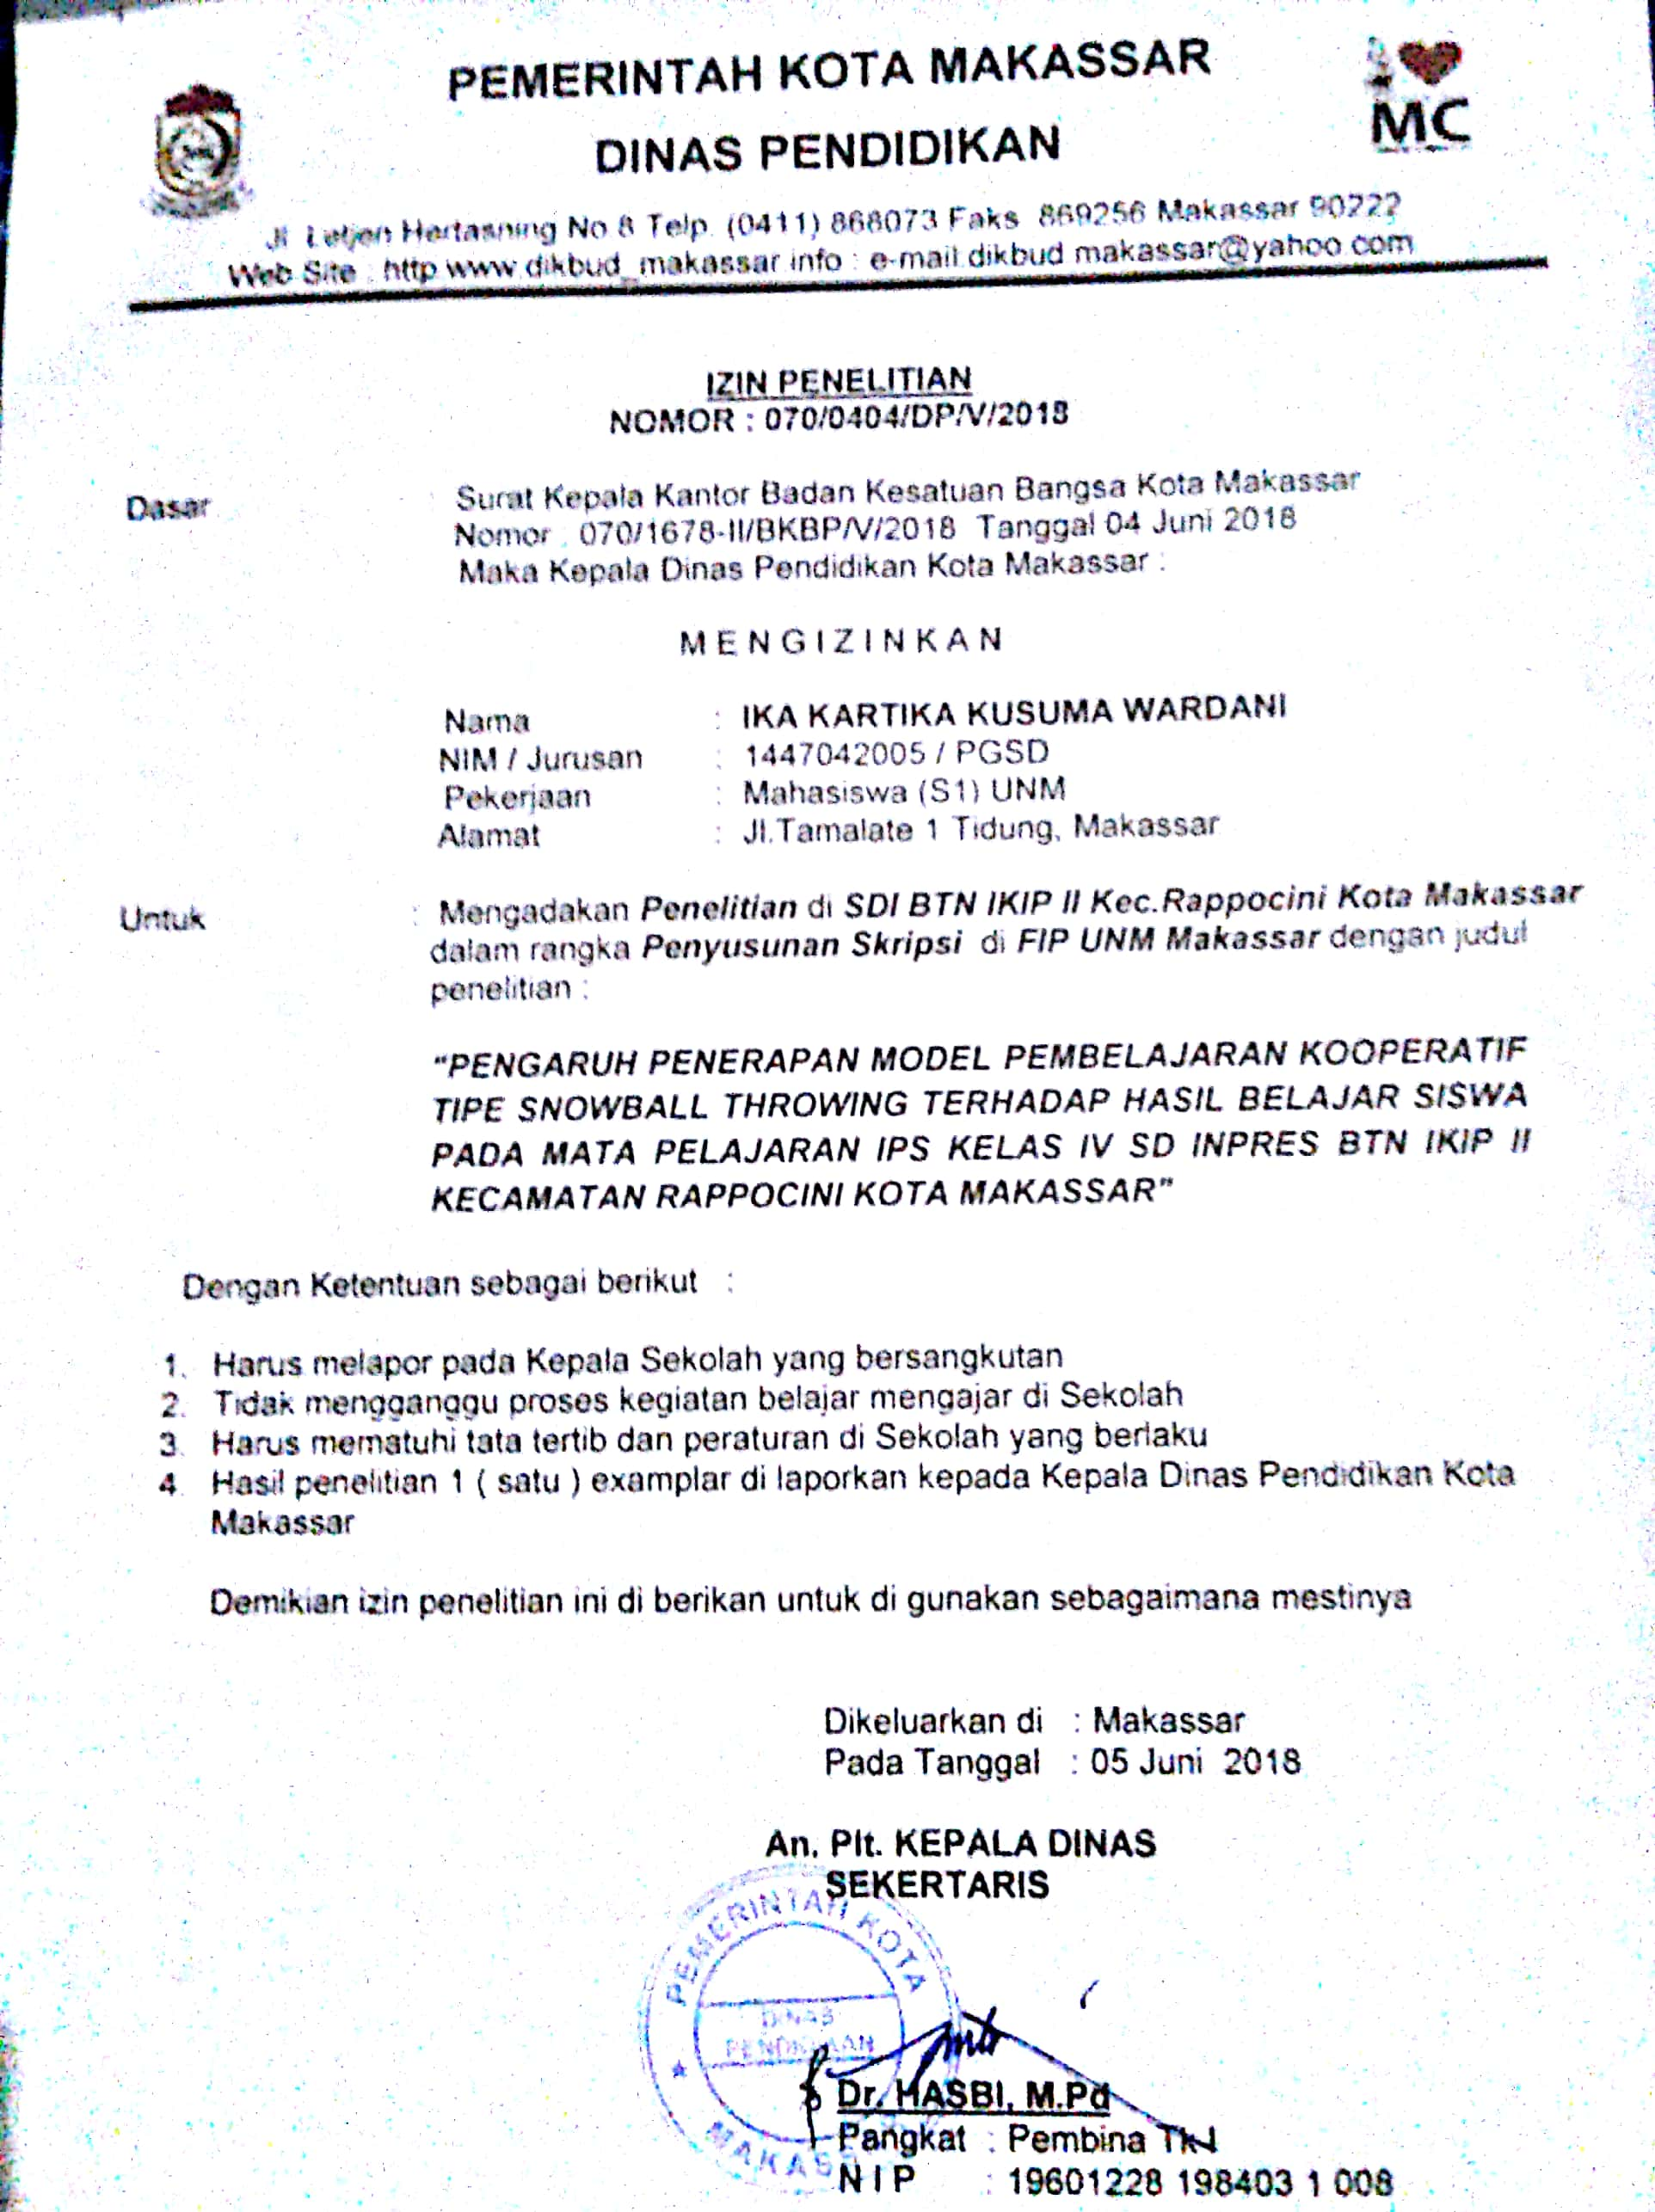 PEMERINTAH KOTA MAKASSAR
DINAS PENDIDIKAN
MC
Jl Letjen Hertasning No 8 Telp. (0411) 868073 Faks 869256 Makassar 90222
Web Site : http www.dikbud_makassar info : e-mail:dikbud makassar@yahoo.com
IZIN PENELITIAN
NOMOR : 070/0404/DP/V/2018
Dasar Surat Kepala Kantor Badan Kesatuan Bangsa Kota Makassar
Nomor 070/1678-II/BKBP/V/2018 Tanggal 04 Juni 2018
Maka Kepala Dinas Pendidikan Kota Makassar :
M E N G I Z I N K A N
Nama : IKA KARTIKA KUSUMA WARDANI
NIM / Jurusan : 1447042005 / PGSD
Pekerjaan : Mahasiswa (S1) UNM
Alamat : Jl.Tamalate 1 Tidung, Makassar
Untuk : Mengadakan Penelitian di SDI BTN IKIP II Kec.Rappocini Kota Makassar
dalam rangka Penyusunan Skripsi di FIP UNM Makassar dengan judul
penelitian :
“PENGARUH PENERAPAN MODEL PEMBELAJARAN KOOPERATIF
TIPE SNOWBALL THROWING TERHADAP HASIL BELAJAR SISWA
PADA MATA PELAJARAN IPS KELAS IV SD INPRES BTN IKIP II
KECAMATAN RAPPOCINI KOTA MAKASSAR”
Dengan Ketentuan sebagai berikut :
1. Harus melapor pada Kepala Sekolah yang bersangkutan
2. Tidak mengganggu proses kegiatan belajar mengajar di Sekolah
3. Harus mematuhi tata tertib dan peraturan di Sekolah yang berlaku
4. Hasil penelitian 1 ( satu ) examplar di laporkan kepada Kepala Dinas Pendidikan Kota
Makassar
Demikian izin penelitian ini di berikan untuk di gunakan sebagaimana mestinya
Dikeluarkan di : Makassar
Pada Tanggal : 05 Juni 2018
An. Plt. KEPALA DINAS
SEKERTARIS
PEMERINTAH KOTA
DINAS
PENDIDIKAN
Dr. HASBI, M.Pd
Pangkat : Pembina
N I P : 19601228 198403 1 008